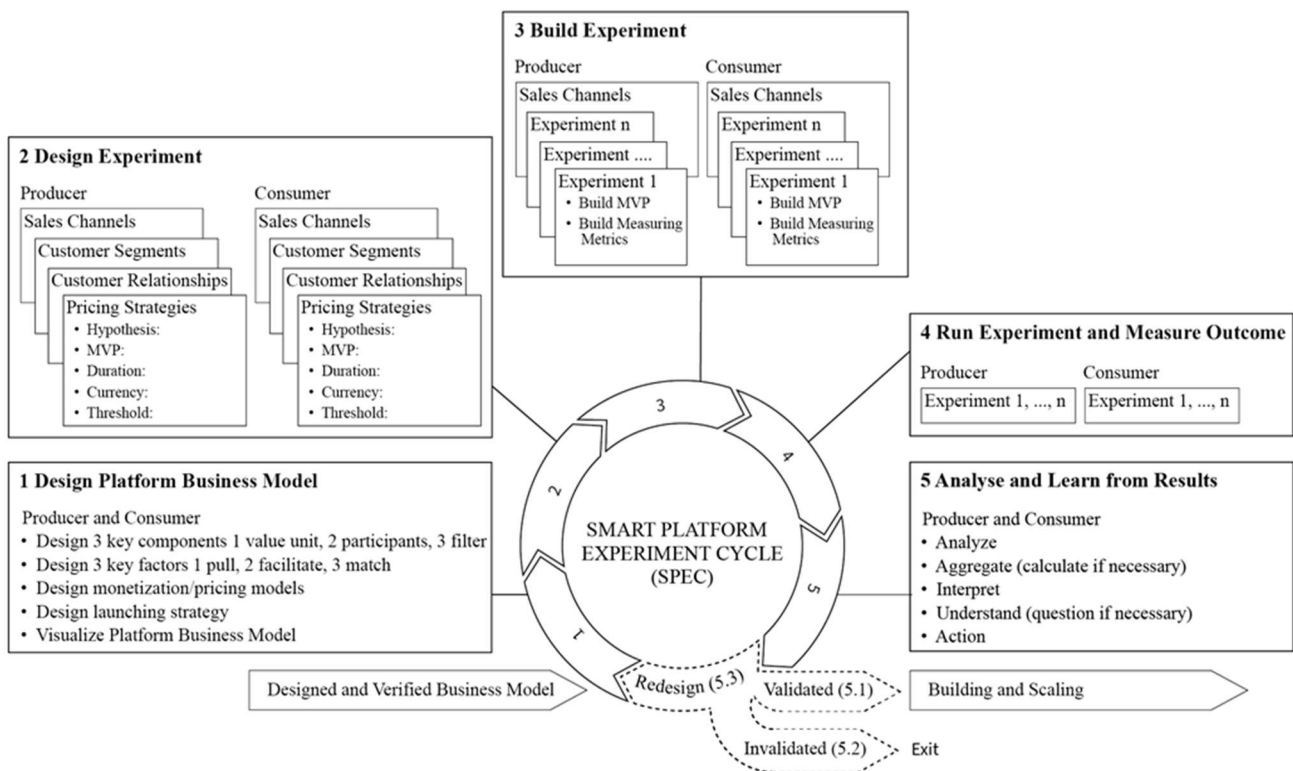 3 Build Experiment
Producer
Consumer
Sales Channels
Experiment n
Experiment ....
Experiment 1
• Build MVP
• Build Measuring
Metrics
Sales Channels
Experiment n
Experiment ....
Experiment 1
• Build MVP
• Build Measuring
Metrics
2 Design Experiment
Producer
Consumer
Sales Channels
Customer Segments
Customer Relationships
Pricing Strategies
• Hypothesis:
• MVP:
• Duration:
• Currency:
• Threshold:
Sales Channels
Customer Segments
Customer Relationships
Pricing Strategies
• Hypothesis:
• MVP:
• Duration:
• Currency:
• Threshold:
4 Run Experiment and Measure Outcome
Producer
Consumer
Experiment 1, ..., n
Experiment 1, ..., n
1 Design Platform Business Model
Producer and Consumer
• Design 3 key components 1 value unit, 2 participants, 3 filter
• Design 3 key factors 1 pull, 2 facilitate, 3 match
• Design monetization/pricing models
• Design launching strategy
• Visualize Platform Business Model
1
2
3
4
5
SMART PLATFORM
EXPERIMENT CYCLE
(SPEC)
5 Analyse and Learn from Results
Producer and Consumer
• Analyze
• Aggregate (calculate if necessary)
• Interpret
• Understand (question if necessary)
• Action
Designed and Verified Business Model
Redesign (5.3)
Validated (5.1)
Building and Scaling
Invalidated (5.2)
Exit